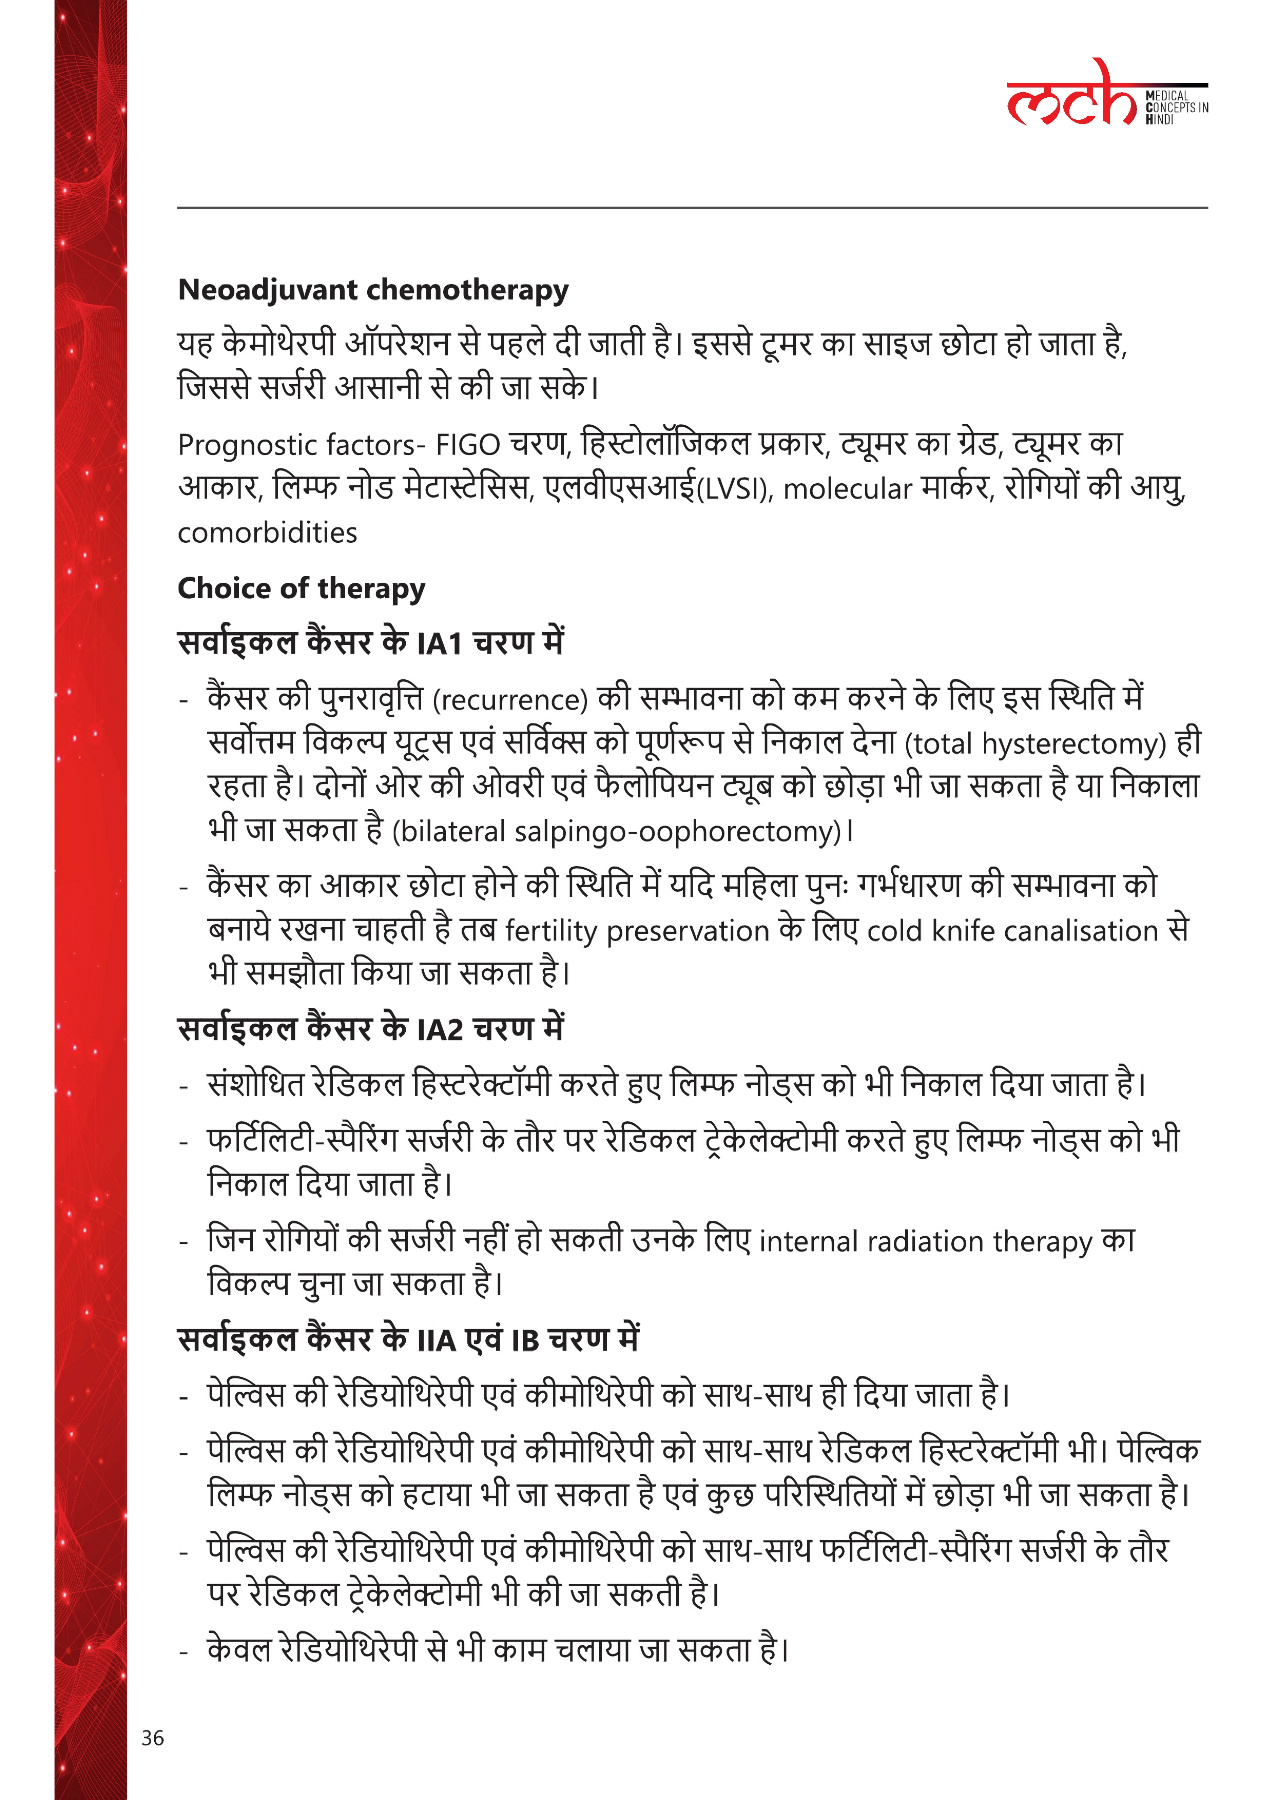 mch MEDICAL
CONCEPTS IN
HINDI
Neoadjuvant chemotherapy
यह केमोथेरपी ऑपरेशन से पहले दी जाती है। इससे टूमर का साइज छोटा हो जाता है,
जिससे सर्जरी आसानी से की जा सके।
Prognostic factors- FIGO चरण, हिस्टोलॉजिकल प्रकार, ट्यूमर का ग्रेड, ट्यूमर का
आकार, लिम्फ नोड मेटास्टेसिस, एलवीएसआई(LVSI), molecular मार्कर, रोगियों की आयु,
comorbidities
Choice of therapy
सर्वाइकल कैंसर के IA1 चरण में
- कैंसर की पुनरावृत्ति (recurrence) की सम्भावना को कम करने के लिए इस स्थिति में
सर्वोत्तम विकल्प यूट्रस एवं सर्विक्स को पूर्णरूप से निकाल देना (total hysterectomy) ही
रहता है। दोनों ओर की ओवरी एवं फैलोपियन ट्यूब को छोड़ा भी जा सकता है या निकाला
भी जा सकता है (bilateral salpingo-oophorectomy)।
- कैंसर का आकार छोटा होने की स्थिति में यदि महिला पुनः गर्भधारण की सम्भावना को
बनाये रखना चाहती है तब fertility preservation के लिए cold knife canalisation से
भी समझौता किया जा सकता है।
सर्वाइकल कैंसर के IA2 चरण में
- संशोधित रेडिकल हिस्टरेक्टॉमी करते हुए लिम्फ नोड्स को भी निकाल दिया जाता है।
- फर्टिलिटी-स्पैरिंग सर्जरी के तौर पर रेडिकल ट्रेकेलेक्टोमी करते हुए लिम्फ नोड्स को भी
निकाल दिया जाता है।
- जिन रोगियों की सर्जरी नहीं हो सकती उनके लिए internal radiation therapy का
विकल्प चुना जा सकता है।
सर्वाइकल कैंसर के IIA एवं IB चरण में
- पेल्विस की रेडियोथिरेपी एवं कीमोथिरेपी को साथ-साथ ही दिया जाता है।
- पेल्विस की रेडियोथिरेपी एवं कीमोथिरेपी को साथ-साथ रेडिकल हिस्टरेक्टॉमी भी। पेल्विक
लिम्फ नोड्स को हटाया भी जा सकता है एवं कुछ परिस्थितियों में छोड़ा भी जा सकता है।
- पेल्विस की रेडियोथिरेपी एवं कीमोथिरेपी को साथ-साथ फर्टिलिटी-स्पैरिंग सर्जरी के तौर
पर रेडिकल ट्रेकेलेक्टोमी भी की जा सकती है।
- केवल रेडियोथिरेपी से भी काम चलाया जा सकता है।
36